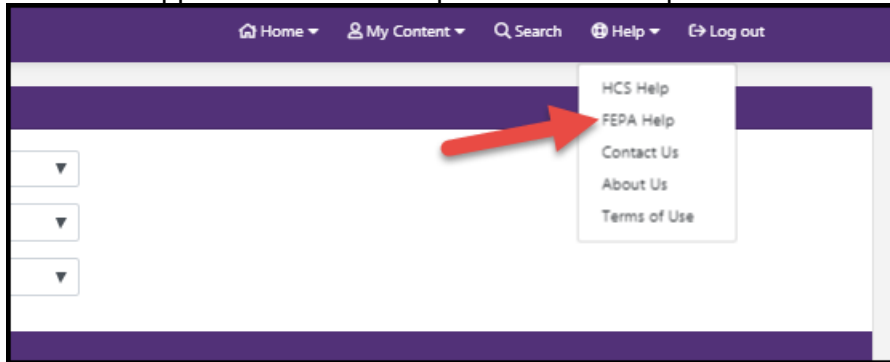 Home My Content Search Help Log out
HCS Help
FEPA Help
Contact Us
About Us
Terms of Use